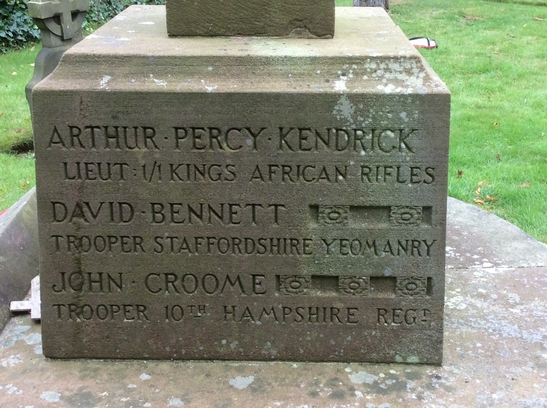 ARTHUR·PERCY·KENDRICK
LIEUT: 1/1 KINGS AFRICAN RIFLES
DAVID·BENNETT
TROOPER STAFFORDSHIRE YEOMANRY
JOHN·CROOME
TROOPER 10TH HAMPSHIRE REGT